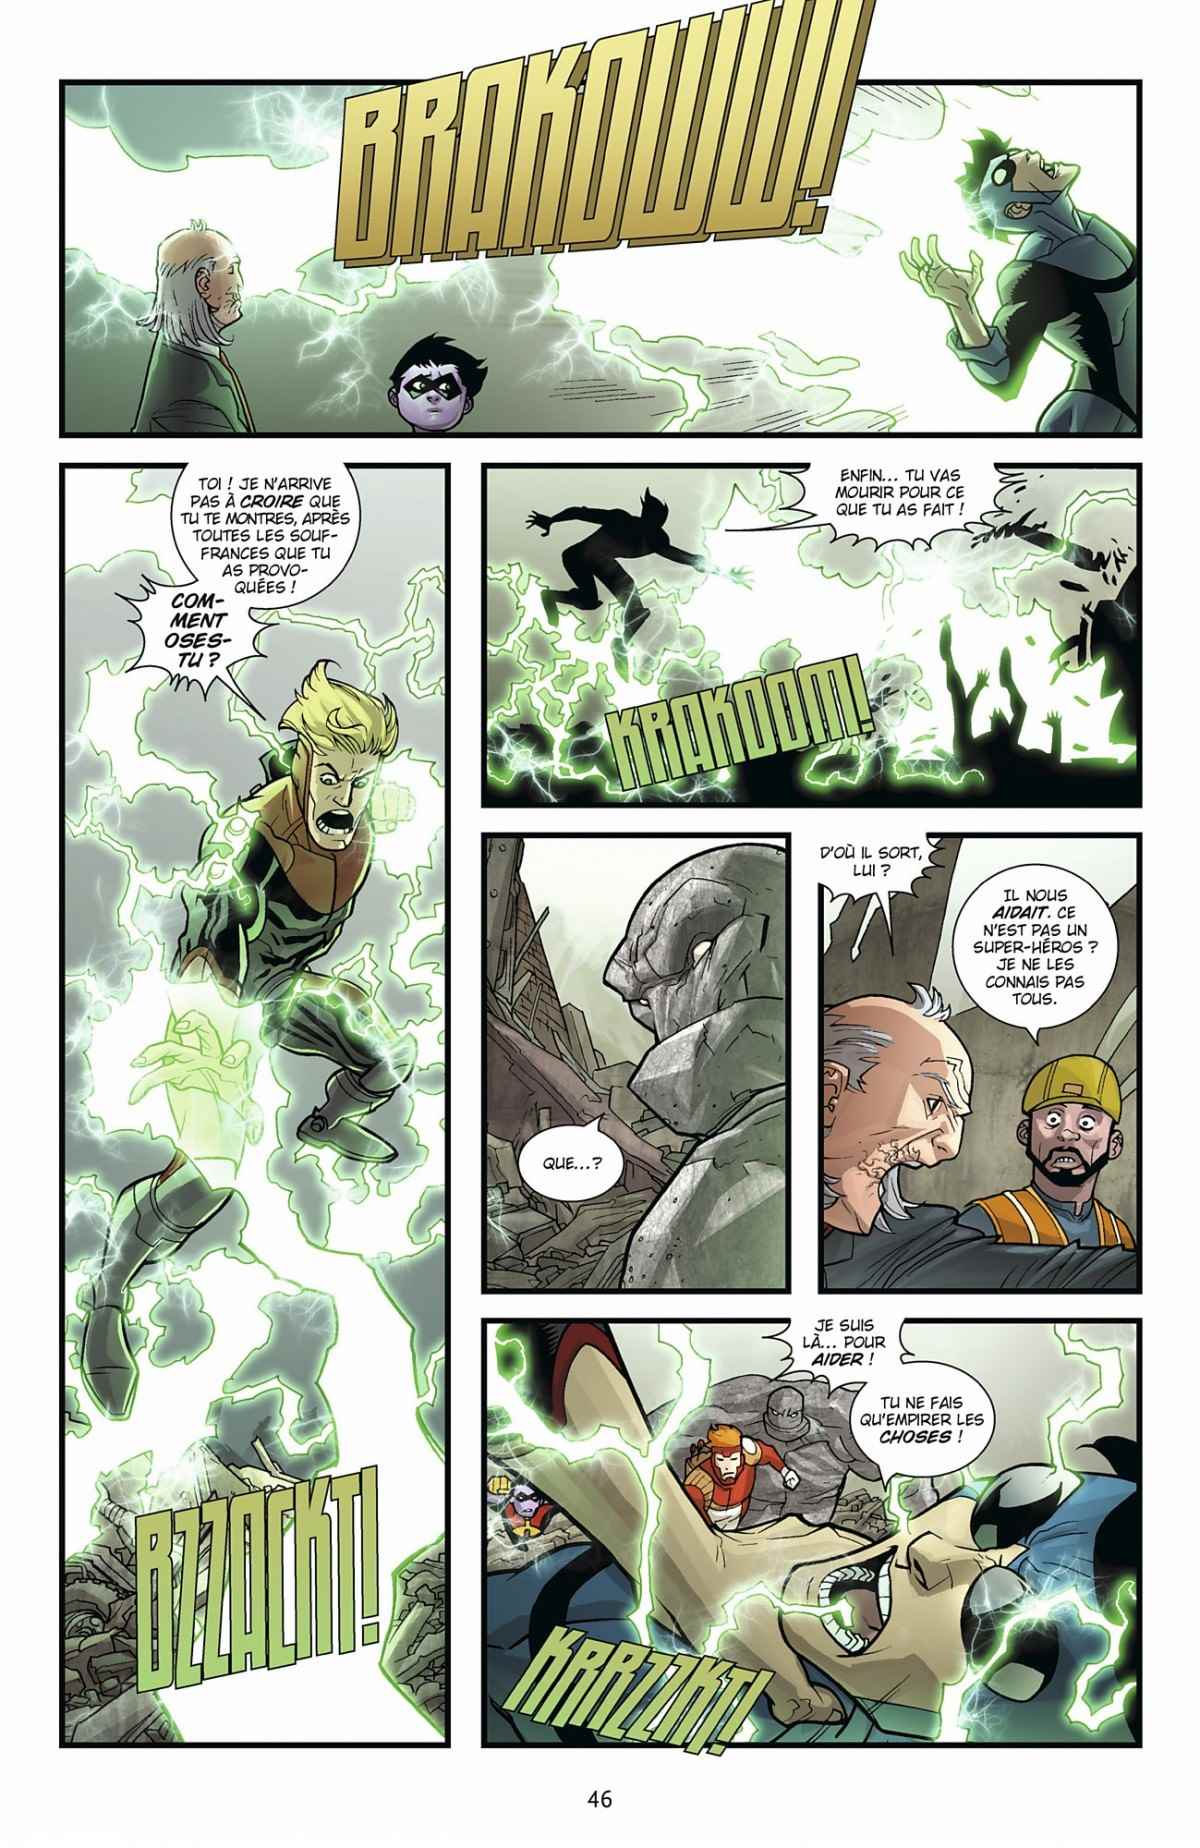 BRAKOWW!
TOI ! JE N'ARRIVE
PAS À CROIRE QUE
TU TE MONTRES, APRÈS
TOUTES LES SOUF-
FRANCES QUE TU
AS PROVO-
QUÉES !
COM-
MENT
OSES-
TU ?
BZZACKT!
ENFIN... TU VAS
MOURIR POUR CE
QUE TU AS FAIT !
KRAKOOM!
QUE...?
D'OÙ IL SORT,
LUI ?
IL NOUS
AIDAIT. CE
N'EST PAS UN
SUPER-HÉROS ?
JE NE LES
CONNAIS PAS
TOUS.
JE SUIS
LÀ... POUR
AIDER !
TU NE FAIS
QU'EMPIRER LES
CHOSES !
KRRRZZKT!
46